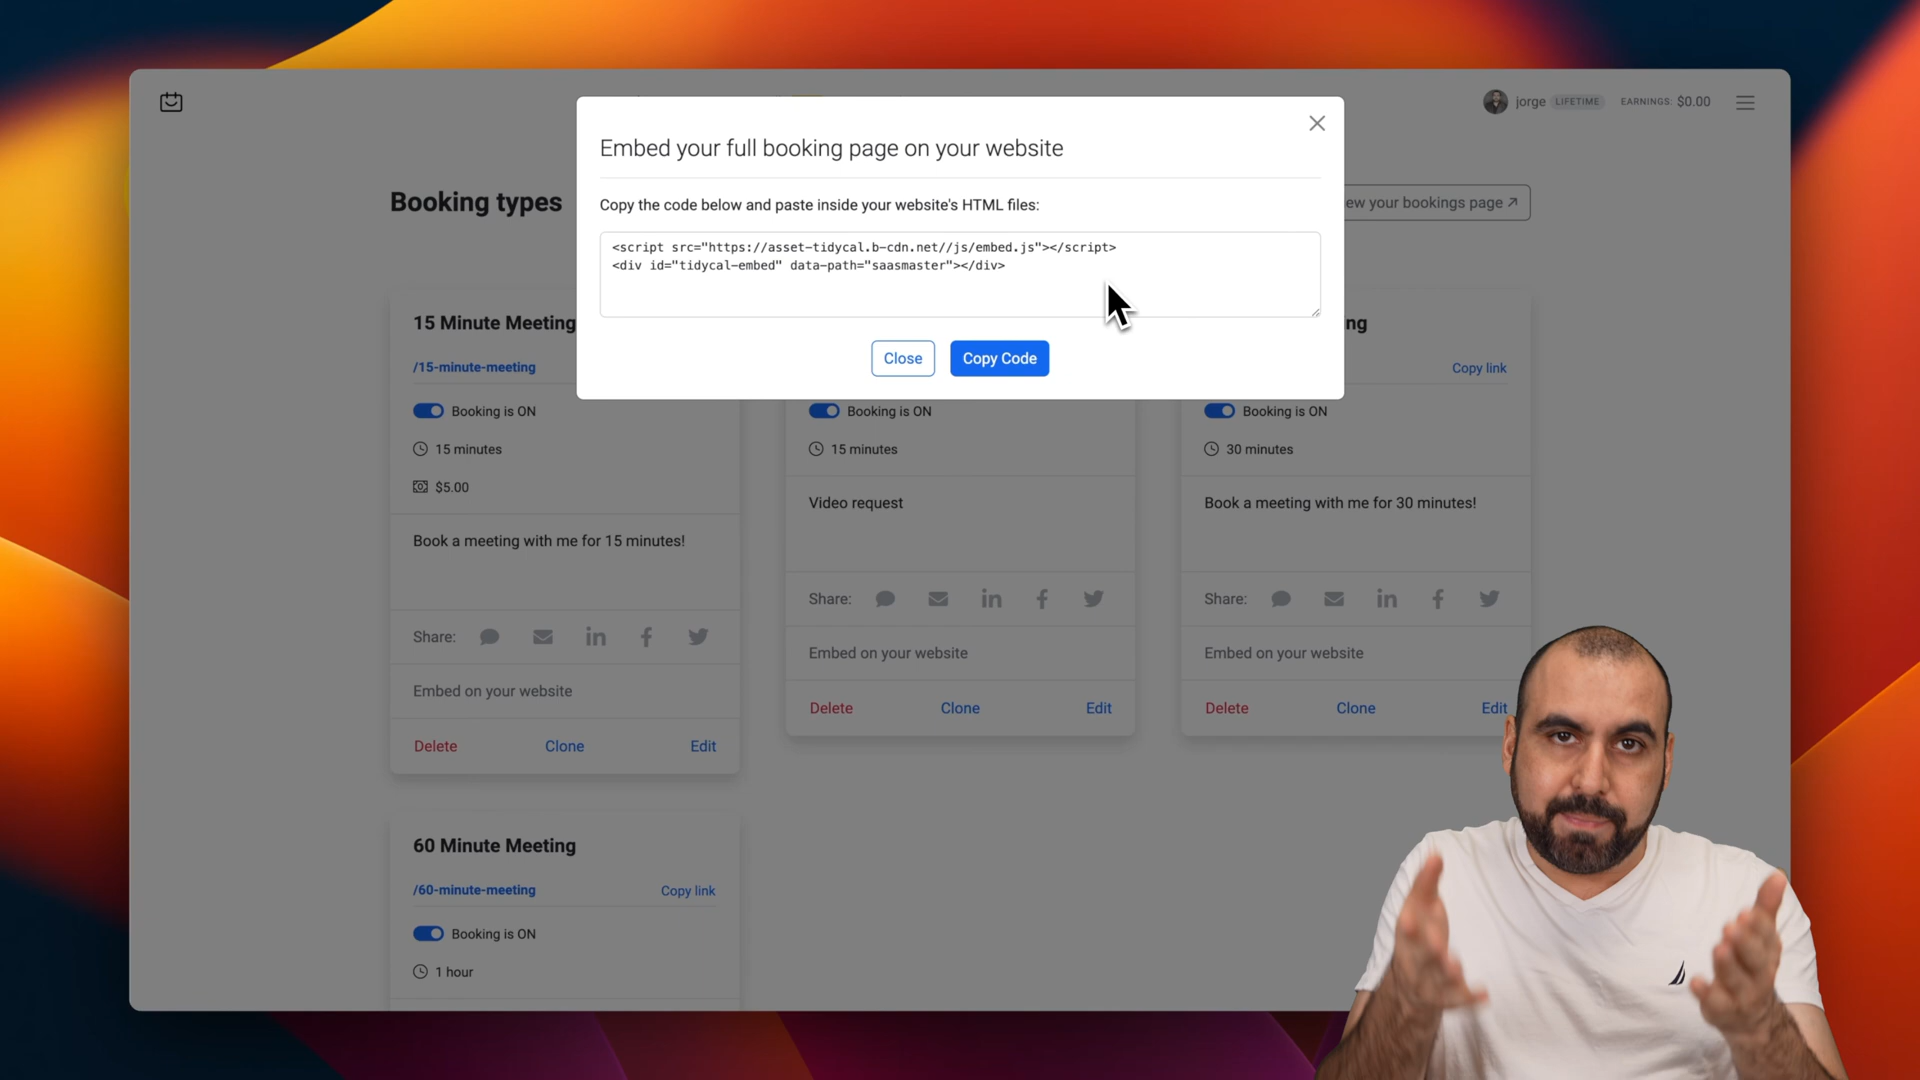 jorge LIFETIME EARNINGS: $0.00
Embed your full booking page on your website
Copy the code below and paste inside your website's HTML files:
<script src="https://asset-tidycal.b-cdn.net//js/embed.js"></script>
<div id="tidycal-embed" data-path="saasmaster"></div>
Close Copy Code
Booking types
your bookings page
15 Minute Meeting
/15-minute-meeting
Booking is ON
15 minutes
$5.00
Book a meeting with me for 15 minutes!
Share:
Embed on your website
Delete Clone Edit
Booking is ON
15 minutes
Video request
Share:
Embed on your website
Delete Clone Edit
Copy link
Booking is ON
30 minutes
Book a meeting with me for 30 minutes!
Share:
Embed on your website
Delete Clone Edit
60 Minute Meeting
/60-minute-meeting Copy link
Booking is ON
1 hour